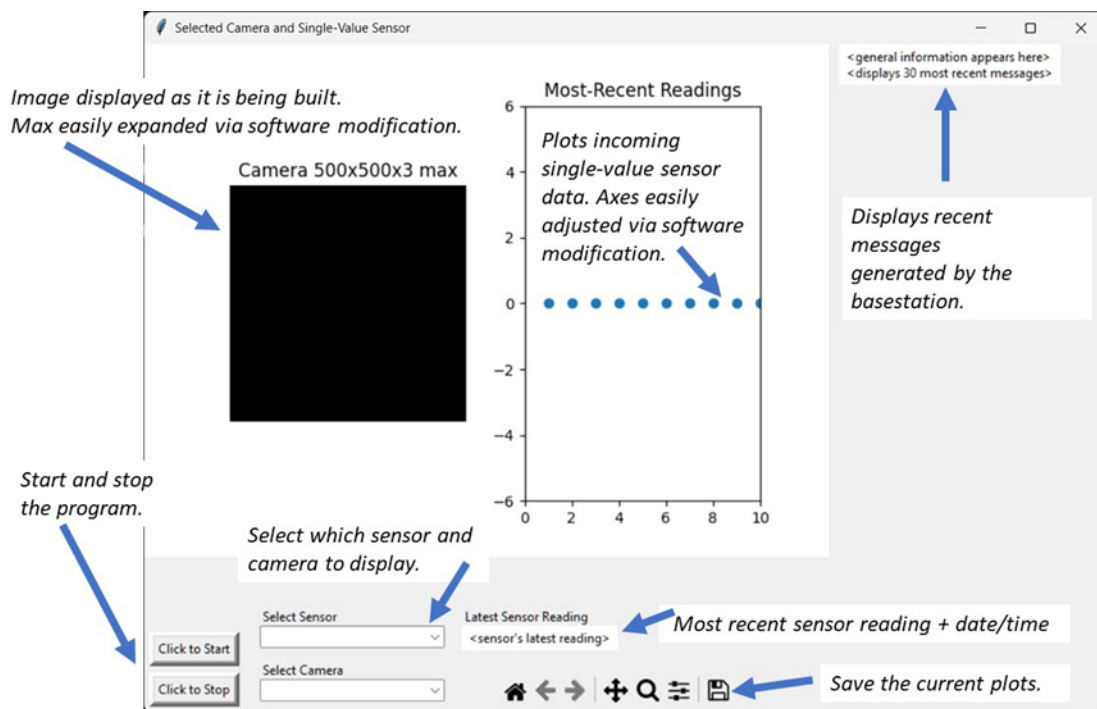 Selected Camera and Single-Value Sensor
<general information appears here>
<displays 30 most recent messages>
Image displayed as it is being built.
Max easily expanded via software modification.
Camera 500x500x3 max
Most-Recent Readings
6
4
2
0
−2
−4
−6
0 2 4 6 8 10
Plots incoming
single-value sensor
data. Axes easily
adjusted via software
modification.
Displays recent
messages
generated by the
basestation.
Start and stop
the program.
Select which sensor and
camera to display.
Click to Start
Click to Stop
Select Sensor
Select Camera
Latest Sensor Reading
<sensor's latest reading>
Most recent sensor reading + date/time
Save the current plots.